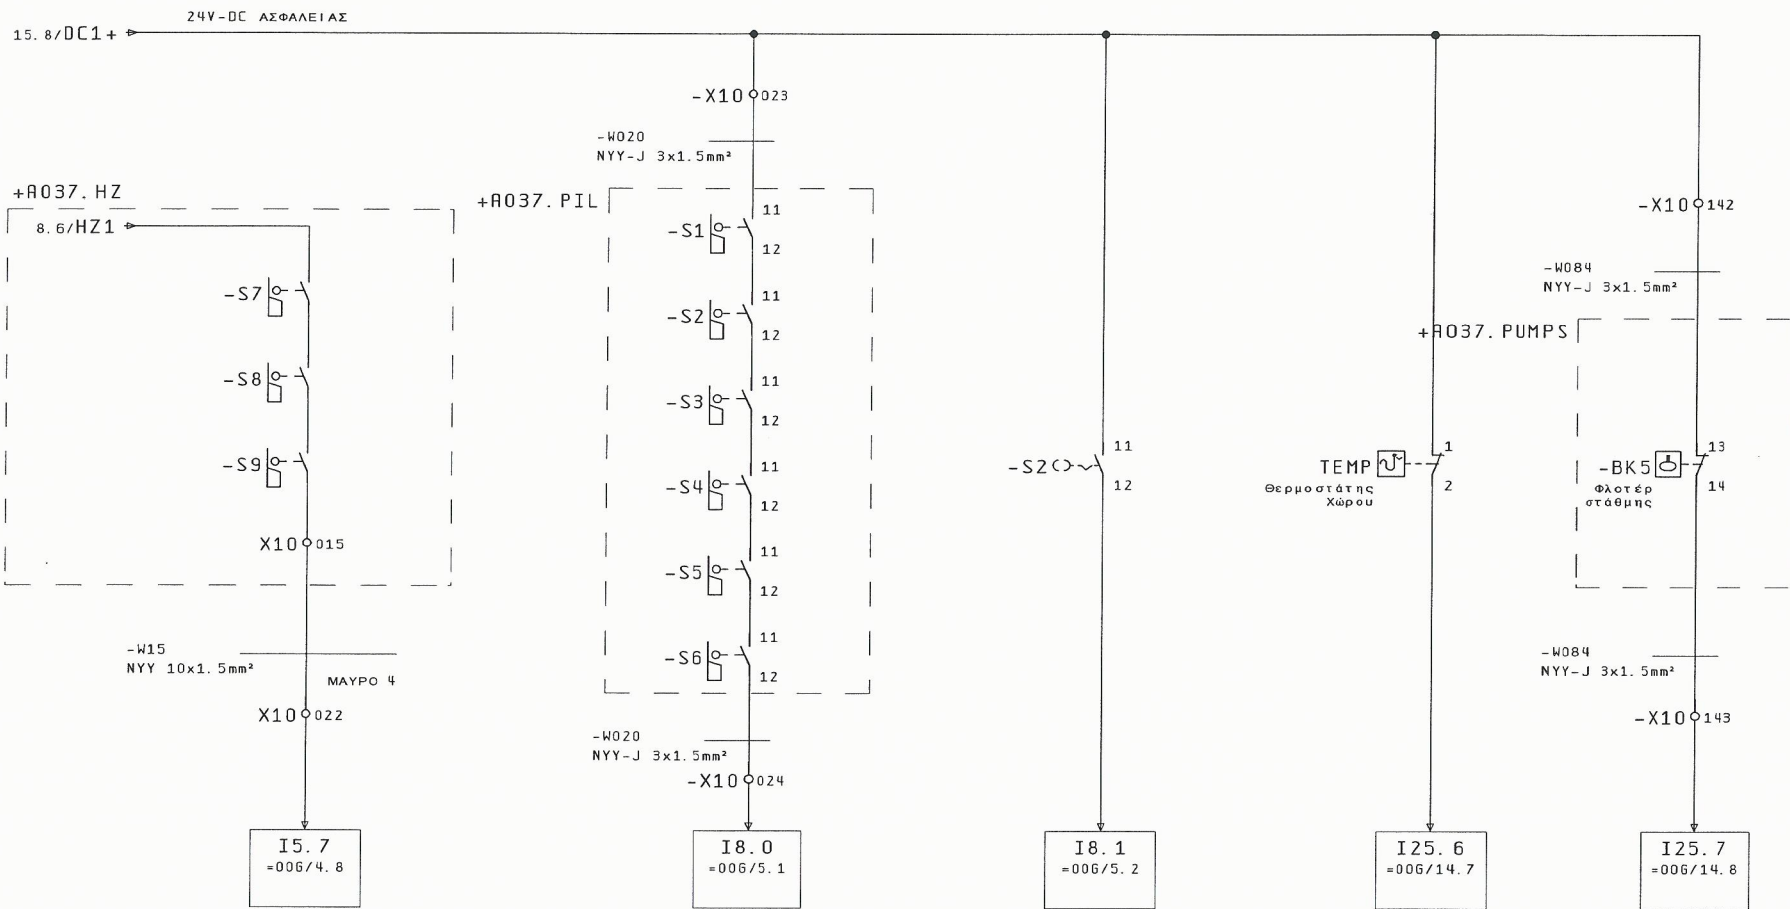 24V-DC ΑΣΦΑΛΕΙΑΣ
15.8/DC1+
-X10 023
-W020
NYY-J 3x1.5mm²
+A037.HZ
8.6/HZ1
-S7
-S8
-S9
X10 015
-W15
NYY 10x1.5mm²
ΜΑΥΡΟ 4
X10 022
I5.7
=00G/4.8
+A037.PIL
11
-S1
12
11
-S2
12
11
-S3
12
11
-S4
12
11
-S5
12
11
-S6
12
-W020
NYY-J 3x1.5mm²
-X10 024
I8.0
=00G/5.1
11
-S2
12
I8.1
=00G/5.2
1
TEMP
2
Θερμοστάτης
Χώρου
I25.6
=00G/14.7
-X10 142
-W084
NYY-J 3x1.5mm²
+A037.PUMPS
13
-BK5
14
Φλοτέρ
στάθμης
-W084
NYY-J 3x1.5mm²
-X10 143
I25.7
=00G/14.8